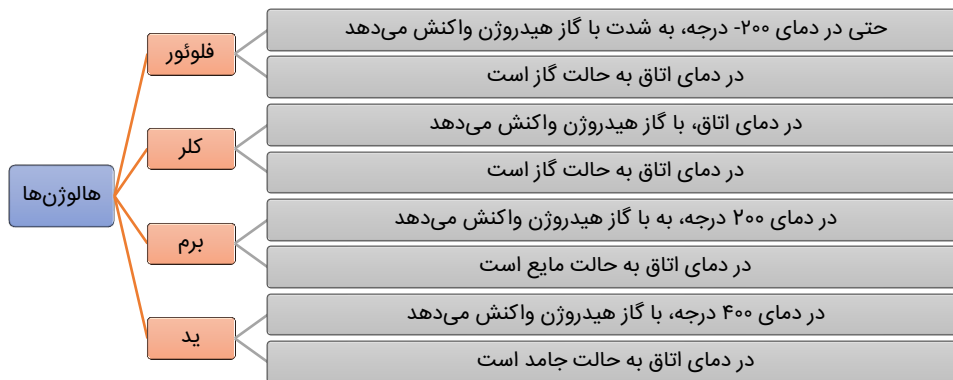 هالوژن‌ها
فلوئور
حتی در دمای ۲۰۰- درجه، به شدت با گاز هیدروژن واکنش می‌دهد
در دمای اتاق به حالت گاز است
کلر
در دمای اتاق، با گاز هیدروژن واکنش می‌دهد
در دمای اتاق به حالت گاز است
برم
در دمای ۲۰۰ درجه، به با گاز هیدروژن واکنش می‌دهد
در دمای اتاق به حالت مایع است
ید
در دمای ۴۰۰ درجه، با گاز هیدروژن واکنش می‌دهد
در دمای اتاق به حالت جامد است